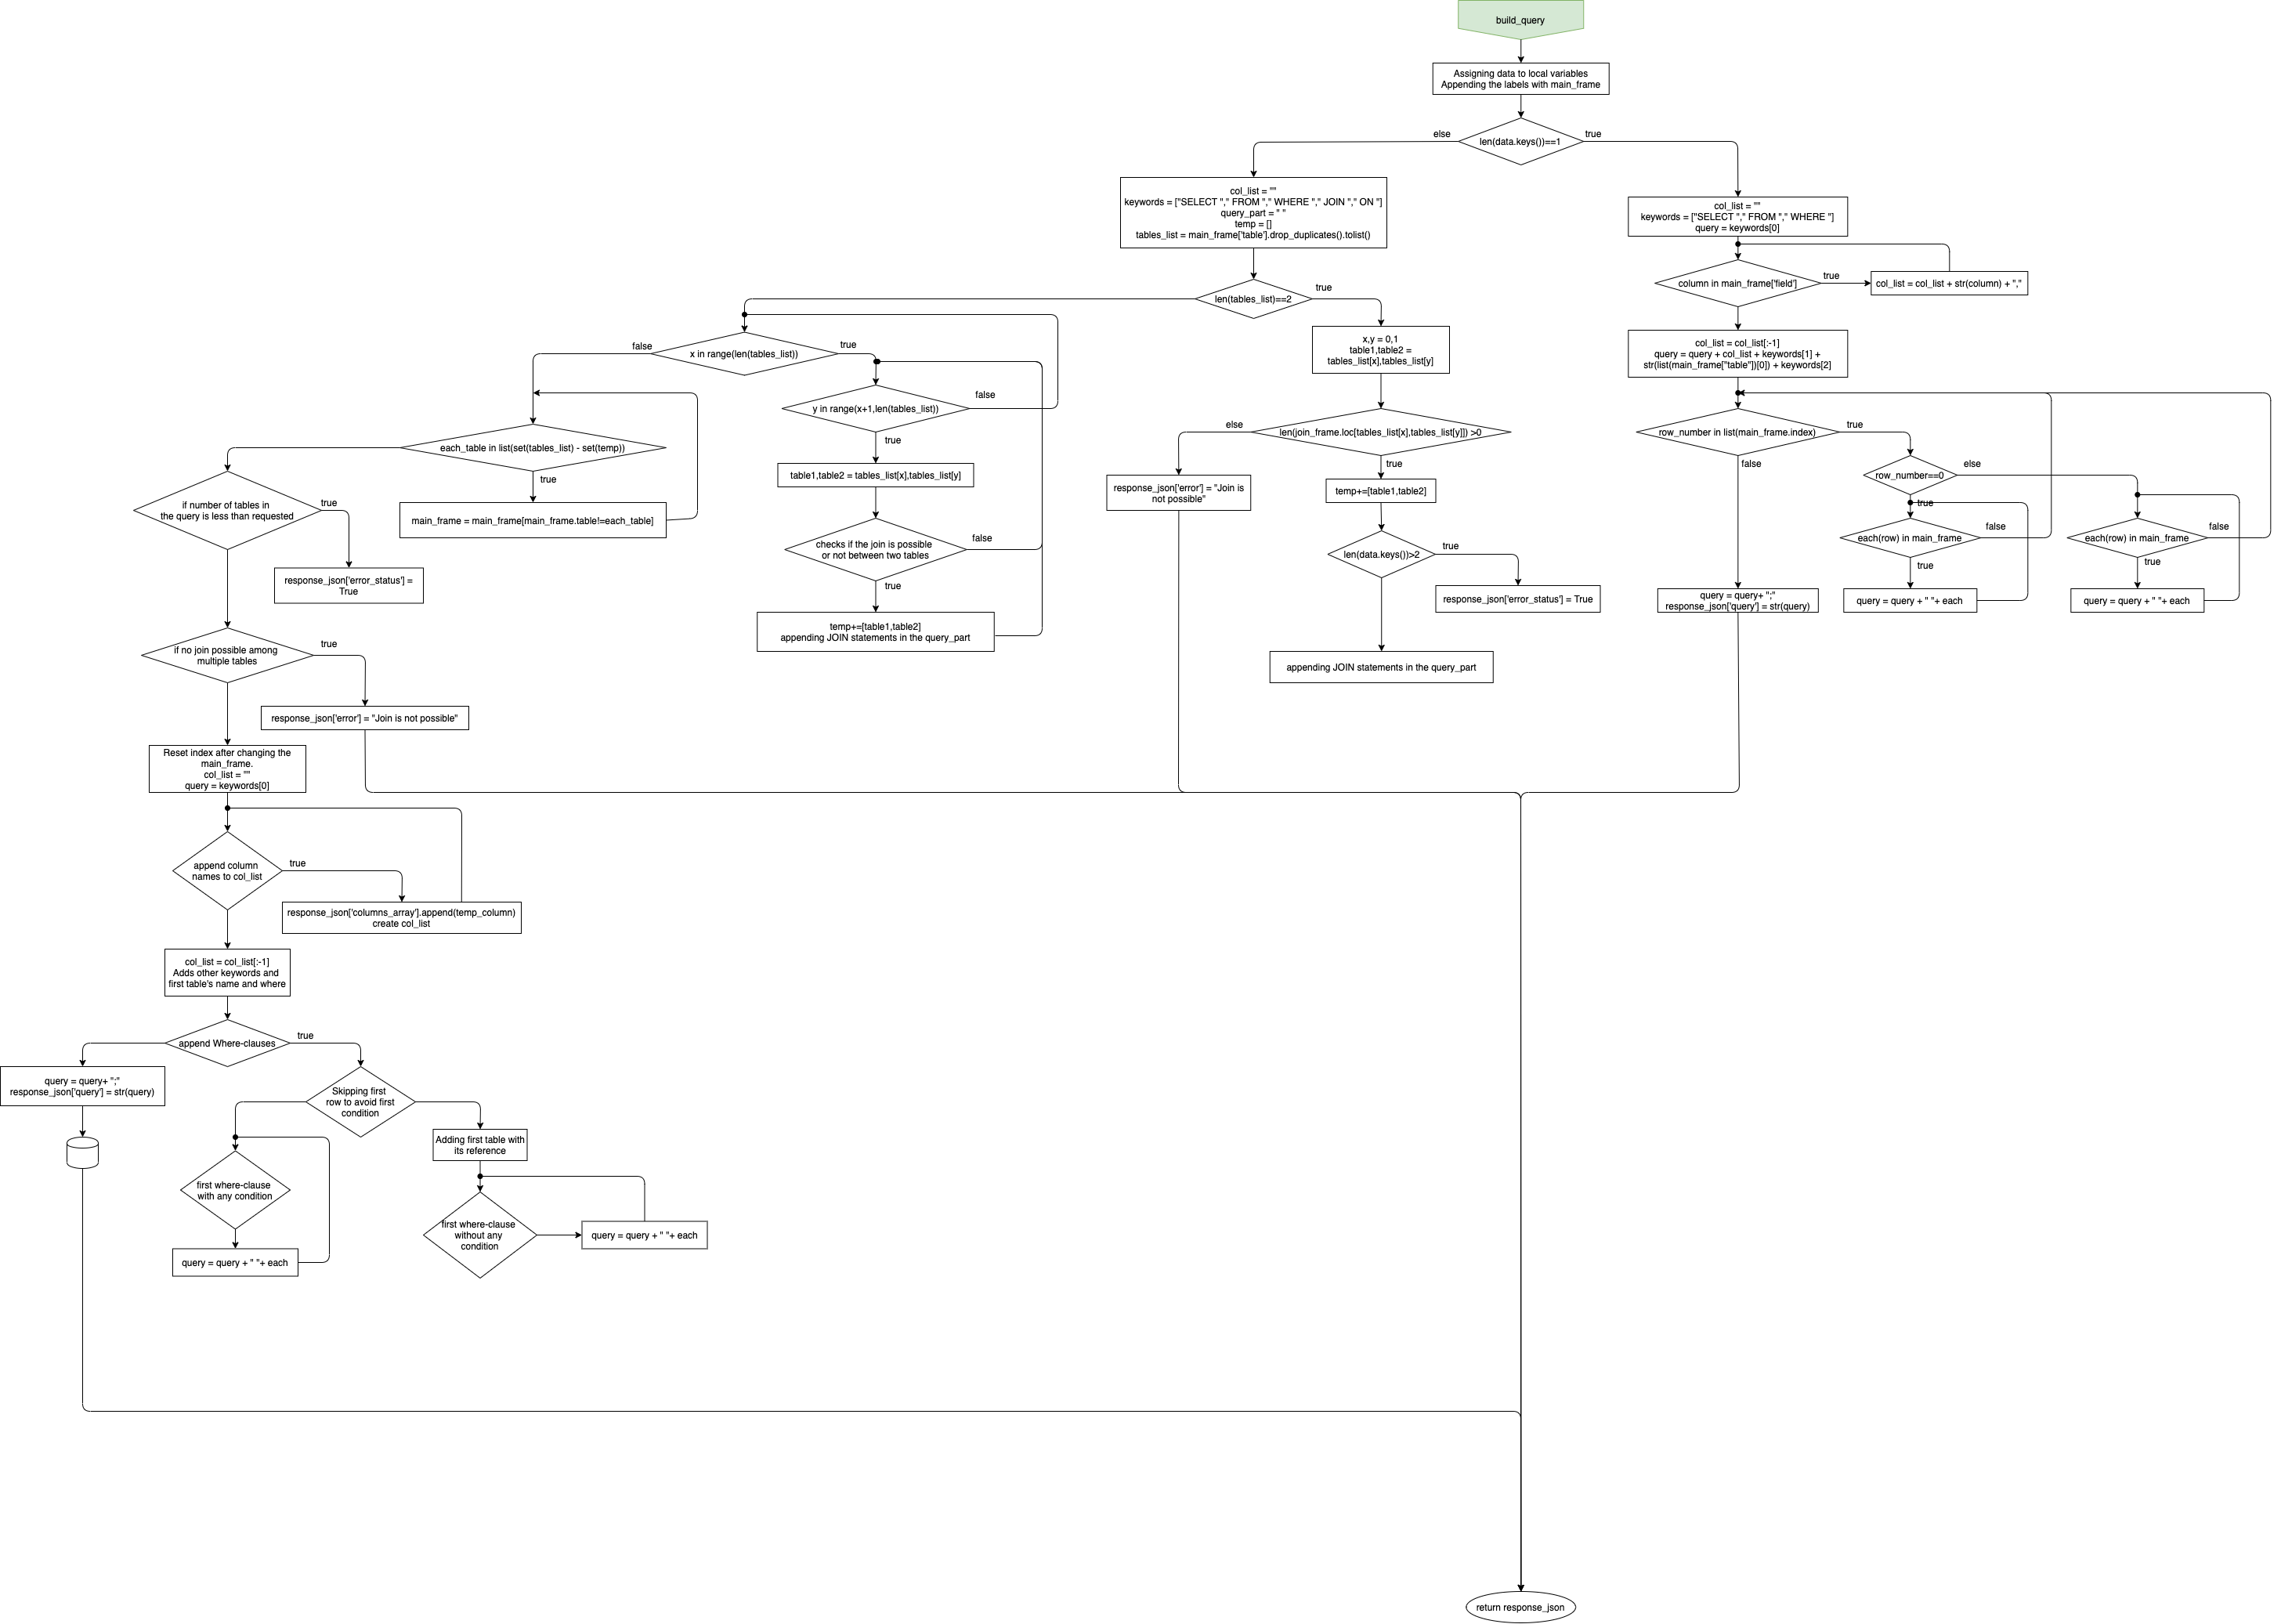 build_query
Assigning data to local variables
Appending the labels with main_frame
len(data.keys())==1
else
true
col_list = ""
keywords = ["SELECT "," FROM "," WHERE "," JOIN "," ON "]
query_part = " "
temp = []
tables_list = main_frame['table'].drop_duplicates().tolist()
col_list = ""
keywords = ["SELECT "," FROM "," WHERE "]
query = keywords[0]
column in main_frame['field']
true
col_list = col_list + str(column) + ","
len(tables_list)==2
true
x in range(len(tables_list))
false
true
x,y = 0,1
table1,table2 =
tables_list[x],tables_list[y]
col_list = col_list[:-1]
query = query + col_list + keywords[1] +
str(list(main_frame["table"])[0]) + keywords[2]
y in range(x+1,len(tables_list))
false
true
each_table in list(set(tables_list) - set(temp))
true
len(join_frame.loc[tables_list[x],tables_list[y]]) >0
else
true
row_number in list(main_frame.index)
true
false
row_number==0
else
true
table1,table2 = tables_list[x],tables_list[y]
response_json['error'] = "Join is
not possible"
temp+=[table1,table2]
if number of tables in
the query is less than requested
true
main_frame = main_frame[main_frame.table!=each_table]
checks if the join is possible
or not between two tables
false
true
len(data.keys())>2
true
each(row) in main_frame
false
true
each(row) in main_frame
false
true
response_json['error_status'] =
True
response_json['error_status'] = True
query = query+ ";"
response_json['query'] = str(query)
query = query + " "+ each
query = query + " "+ each
temp+=[table1,table2]
appending JOIN statements in the query_part
if no join possible among
multiple tables
true
appending JOIN statements in the query_part
response_json['error'] = "Join is not possible"
Reset index after changing the
main_frame.
col_list = ""
query = keywords[0]
append column
names to col_list
true
response_json['columns_array'].append(temp_column)
create col_list
col_list = col_list[:-1]
Adds other keywords and
first table's name and where
append Where-clauses
true
query = query+ ";"
response_json['query'] = str(query)
Skipping first
row to avoid first
condition
Adding first table with
its reference
first where-clause
with any condition
first where-clause
without any
condition
query = query + " "+ each
query = query + " "+ each
return response_json